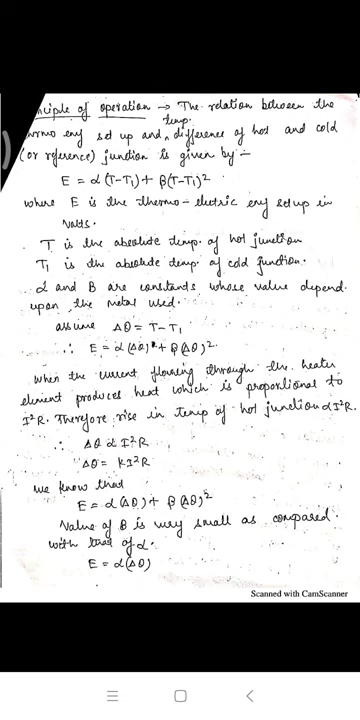 nciple of operation → The relation between the
temp.
hermo emf set up and difference of hot and cold
(or reference) junction is given by :-
E = α (T-T₁) + β(T-T₁)²
where E is the thermo-electric emf set up in
Volts.
T is the absolute temp. of hot junction
T₁ is the absolute temp. of cold junction.
α and B are constants whose value depend.
upon the metal used.
assume Δθ = T - T₁
∴ E = α(Δθ) + β(Δθ)²
When the current flowing through the heater
element produces heat which is proportional to
I²R. Therefore rise in temp of hot junction α I²R.
∴ Δθ α I²R
Δθ = KI²R
we know that
E = α(Δθ) + β(Δθ)²
Value of B is very small as compared.
with that of α.
E = α(Δθ)
Scanned with CamScanner